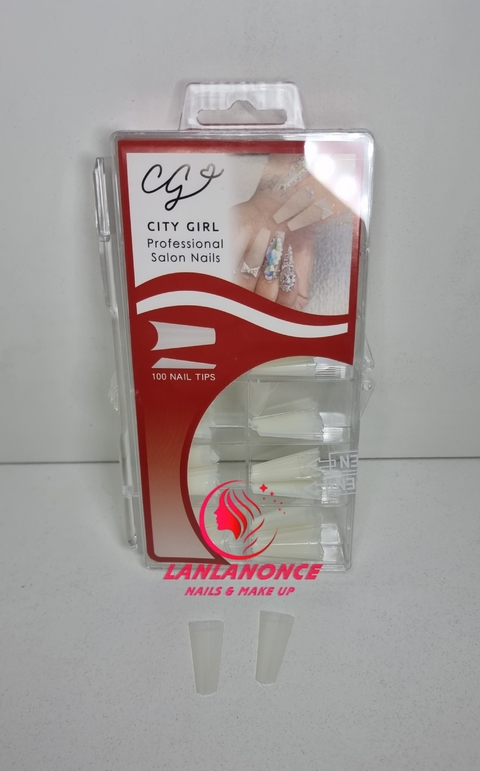 CG
CITY GIRL
Professional
Salon Nails
100 NAIL TIPS
LANLANONCE
NAILS & MAKE UP